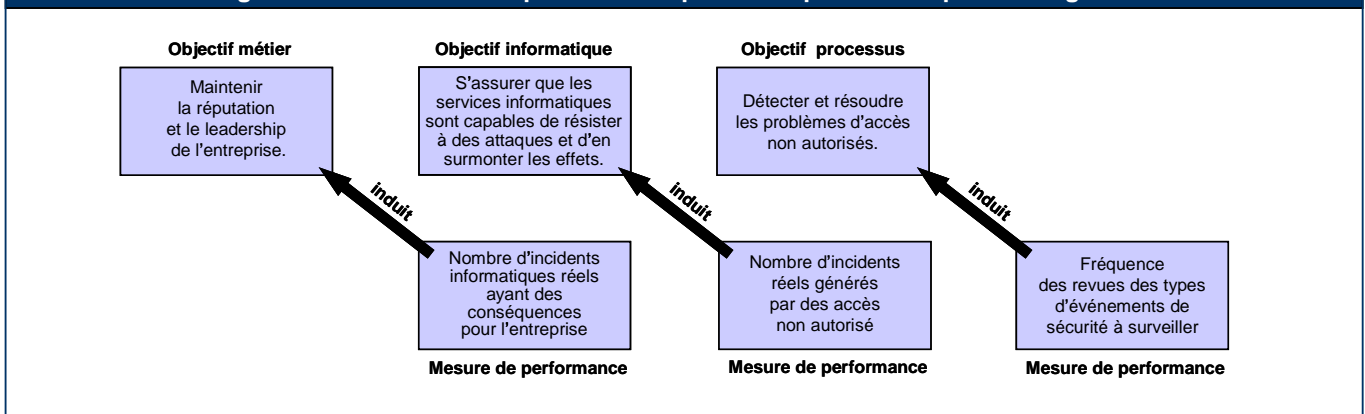 Objectif métier
Maintenir
la réputation
et le leadership
de l'entreprise.
Objectif informatique
S'assurer que les
services informatiques
sont capables de résister
à des attaques et d'en
surmonter les effets.
Objectif processus
Détecter et résoudre
les problèmes d'accès
non autorisés.
induit
induit
induit
Nombre d'incidents
informatiques réels
ayant des
conséquences
pour l'entreprise
Mesure de performance
Nombre d'incidents
réels générés
par des accès
non autorisé
Mesure de performance
Fréquence
des revues des types
d'événements de
sécurité à surveiller
Mesure de performance